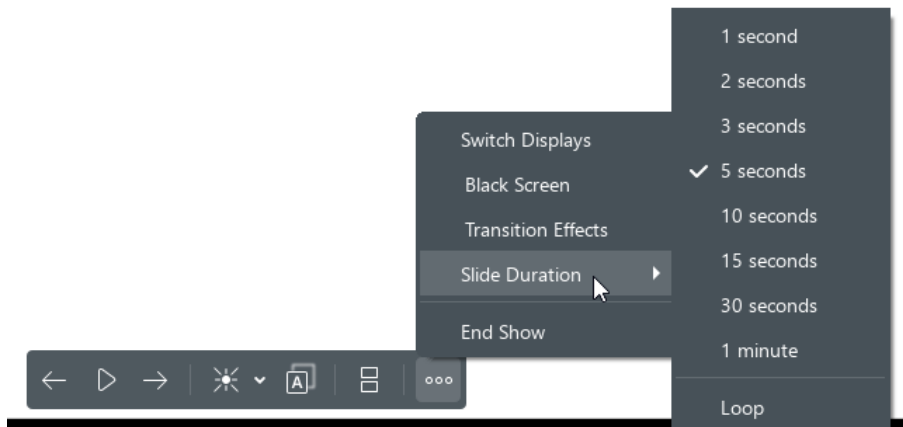 Switch Displays
Black Screen
Transition Effects
Slide Duration
End Show
1 second
2 seconds
3 seconds
5 seconds
10 seconds
15 seconds
30 seconds
1 minute
Loop
A